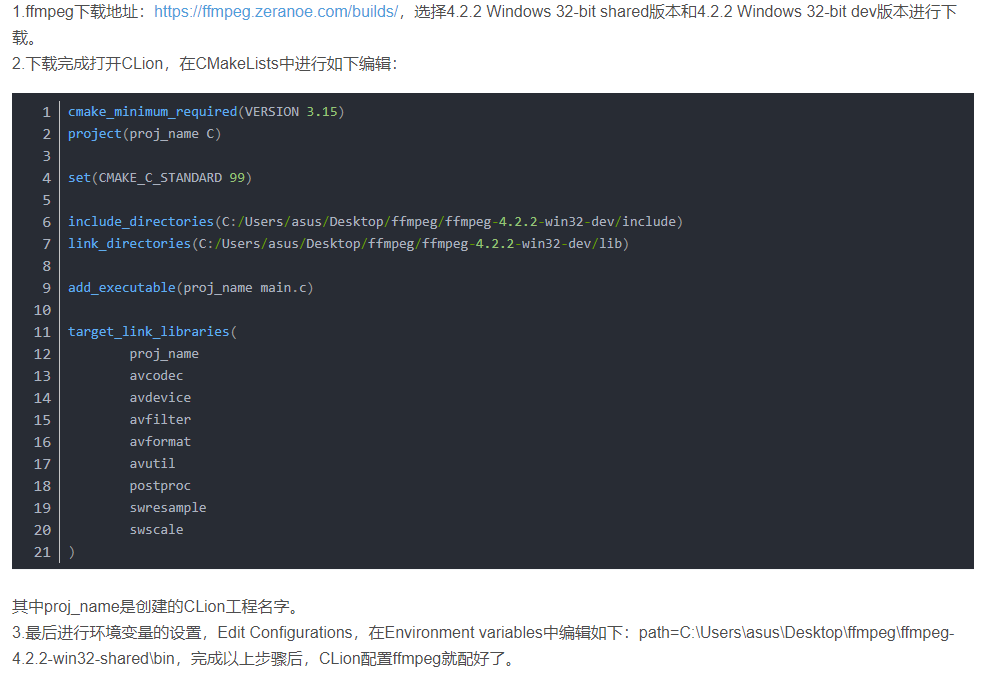 1.ffmpeg下载地址：https://ffmpeg.zeranoe.com/builds/，选择4.2.2 Windows 32-bit shared版本和4.2.2 Windows 32-bit dev版本进行下
载。
2.下载完成打开CLion，在CMakeLists中进行如下编辑：
1 cmake_minimum_required(VERSION 3.15)
2 project(proj_name C)
3
4 set(CMAKE_C_STANDARD 99)
5
6 include_directories(C:/Users/asus/Desktop/ffmpeg/ffmpeg-4.2.2-win32-dev/include)
7 link_directories(C:/Users/asus/Desktop/ffmpeg/ffmpeg-4.2.2-win32-dev/lib)
8
9 add_executable(proj_name main.c)
10
11 target_link_libraries(
12         proj_name
13         avcodec
14         avdevice
15         avfilter
16         avformat
17         avutil
18         postproc
19         swresample
20         swscale
21 )
其中proj_name是创建的CLion工程名字。
3.最后进行环境变量的设置，Edit Configurations，在Environment variables中编辑如下：path=C:\Users\asus\Desktop\ffmpeg\ffmpeg-
4.2.2-win32-shared\bin，完成以上步骤后，CLion配置ffmpeg就配好了。